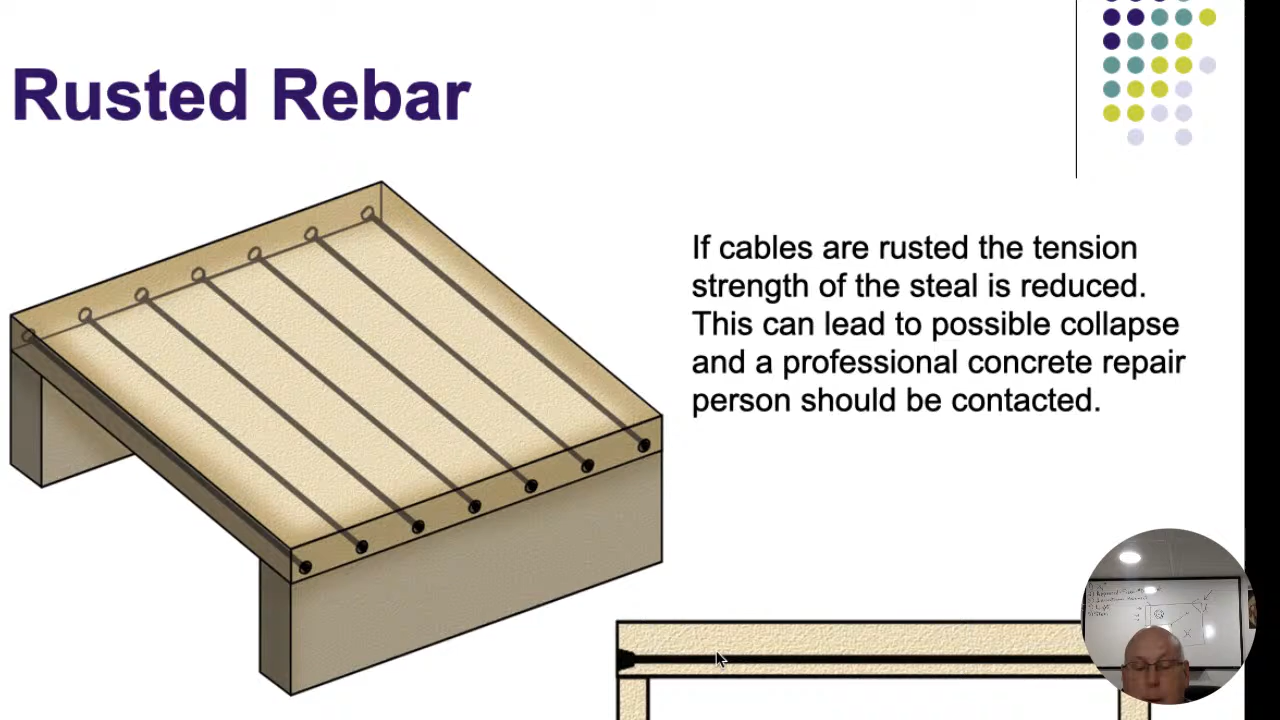 Rusted Rebar
If cables are rusted the tension
strength of the steal is reduced.
This can lead to possible collapse
and a professional concrete repair
person should be contacted.